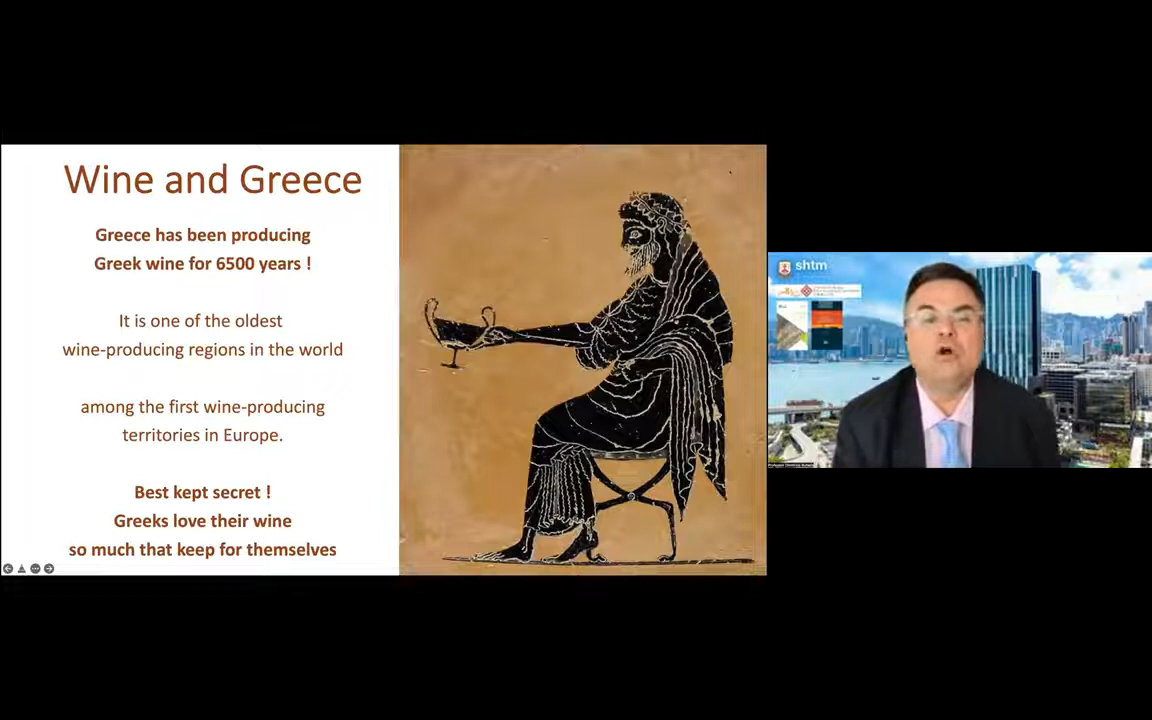 Wine and Greece
Greece has been producing
Greek wine for 6500 years !
It is one of the oldest
wine-producing regions in the world
among the first wine-producing
territories in Europe.
Best kept secret !
Greeks love their wine
so much that keep for themselves
shtm